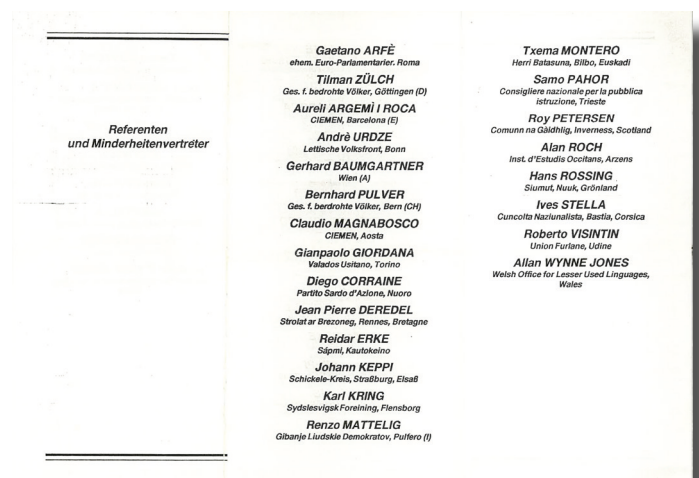 Referenten
und Minderheitenvertreter
Gaetano ARFÈ
ehem. Euro-Parlamentarier. Roma
Tilman ZÜLCH
Ges. f. bedrohte Völker, Göttingen (D)
Aureli ARGEMÌ I ROCA
CIEMEN, Barcelona (E)
Andrè URDZE
Lettische Volksfront, Bonn
Gerhard BAUMGARTNER
Wien (A)
Bernhard PULVER
Ges. f. berdrohte Völker, Bern (CH)
Claudio MAGNABOSCO
CIEMEN, Aosta
Gianpaolo GIORDANA
Valados Usitano, Torino
Diego CORRAINE
Partito Sardo d'Azione, Nuoro
Jean Pierre DEREDEL
Strolat ar Brezoneg, Rennes, Bretagne
Reidar ERKE
Sápmi, Kautokeino
Johann KEPPI
Schickele-Kreis, Straßburg, Elsaß
Karl KRING
Sydslesvigsk Foreining, Flensborg
Renzo MATTELIG
Gibanje Liudskie Demokratov, Pulfero (I)
Txema MONTERO
Herri Batasuna, Bilbo, Euskadi
Samo PAHOR
Consigliere nazionale per la pubblica
istruzione, Trieste
Roy PETERSEN
Comunn na Gàidhlig, Inverness, Scotland
Alan ROCH
Inst. d'Estudis Occitans, Arzens
Hans ROSSING
Siumut, Nuuk, Grönland
Ives STELLA
Cuncolta Naziunalista, Bastia, Corsica
Roberto VISINTIN
Union Furlane, Udine
Allan WYNNE JONES
Welsh Office for Lesser Used Linguages,
Wales